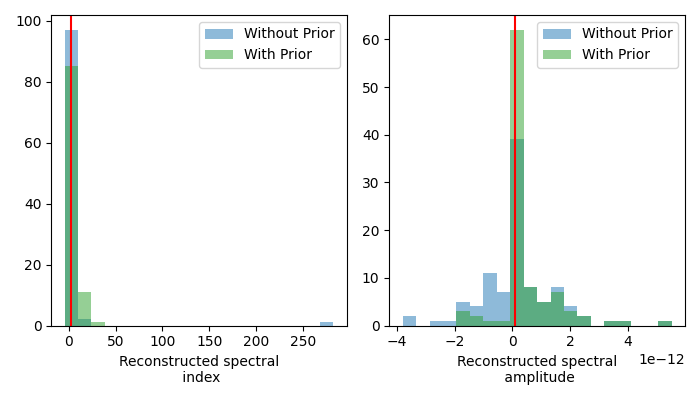 100
80
60
40
20
0
Without Prior
With Prior
0
50
100
150
200
250
Reconstructed spectral
index
60
50
40
30
20
10
0
Without Prior
With Prior
−4
−2
0
2
4
1e−12
Reconstructed spectral
amplitude